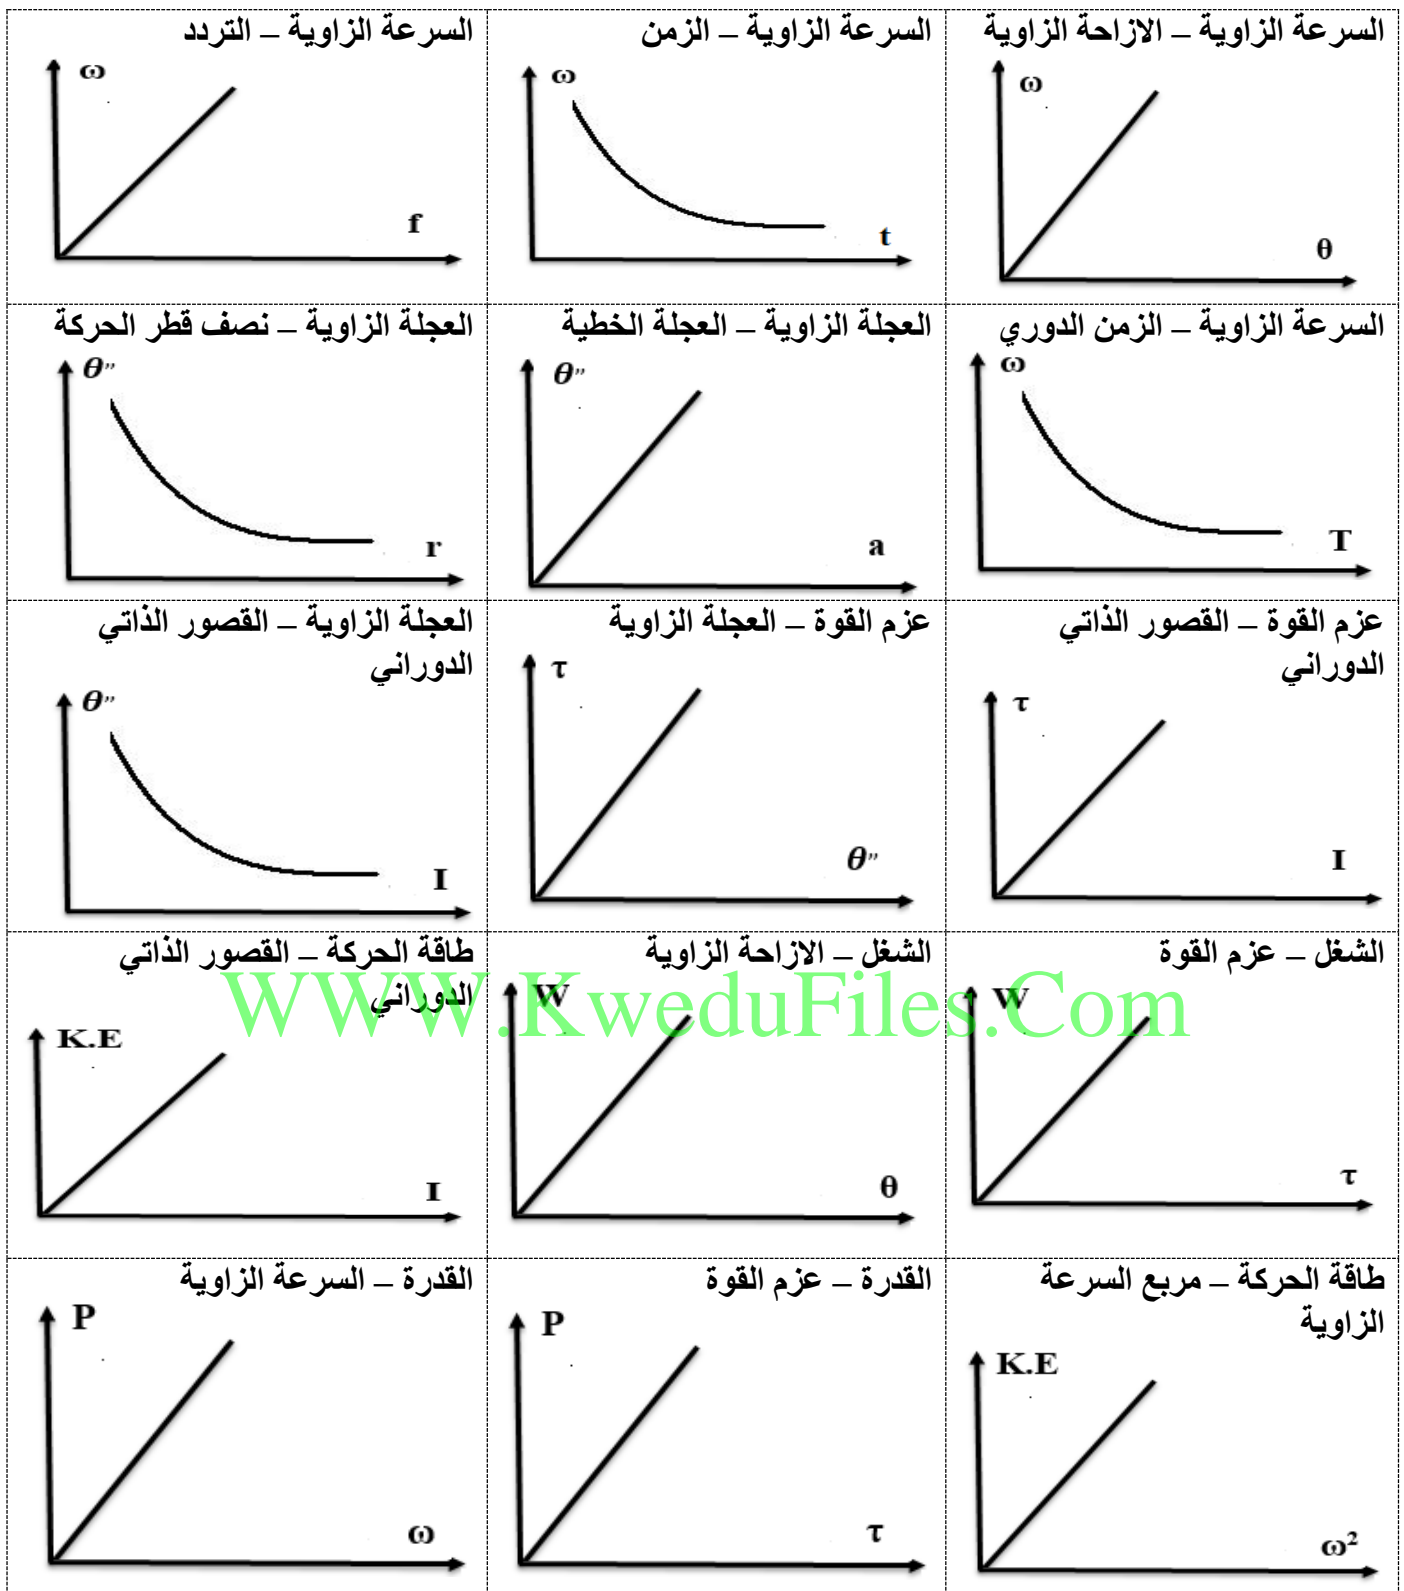 السرعة الزاوية – الازاحة الزاوية
ω
θ
السرعة الزاوية – الزمن
ω
t
السرعة الزاوية – التردد
ω
f
السرعة الزاوية – الزمن الدوري
ω
T
العجلة الزاوية – العجلة الخطية
θ″
a
العجلة الزاوية – نصف قطر الحركة
θ″
r
عزم القوة – القصور الذاتي
الدوراني
τ
I
عزم القوة – العجلة الزاوية
τ
θ″
العجلة الزاوية – القصور الذاتي
الدوراني
θ″
I
الشغل – عزم القوة
W
τ
الشغل – الازاحة الزاوية
W
θ
طاقة الحركة – القصور الذاتي
الدوراني
K.E
I
WWW.KweduFiles.Com
طاقة الحركة – مربع السرعة
الزاوية
K.E
ω²
القدرة – عزم القوة
P
τ
القدرة – السرعة الزاوية
P
ω